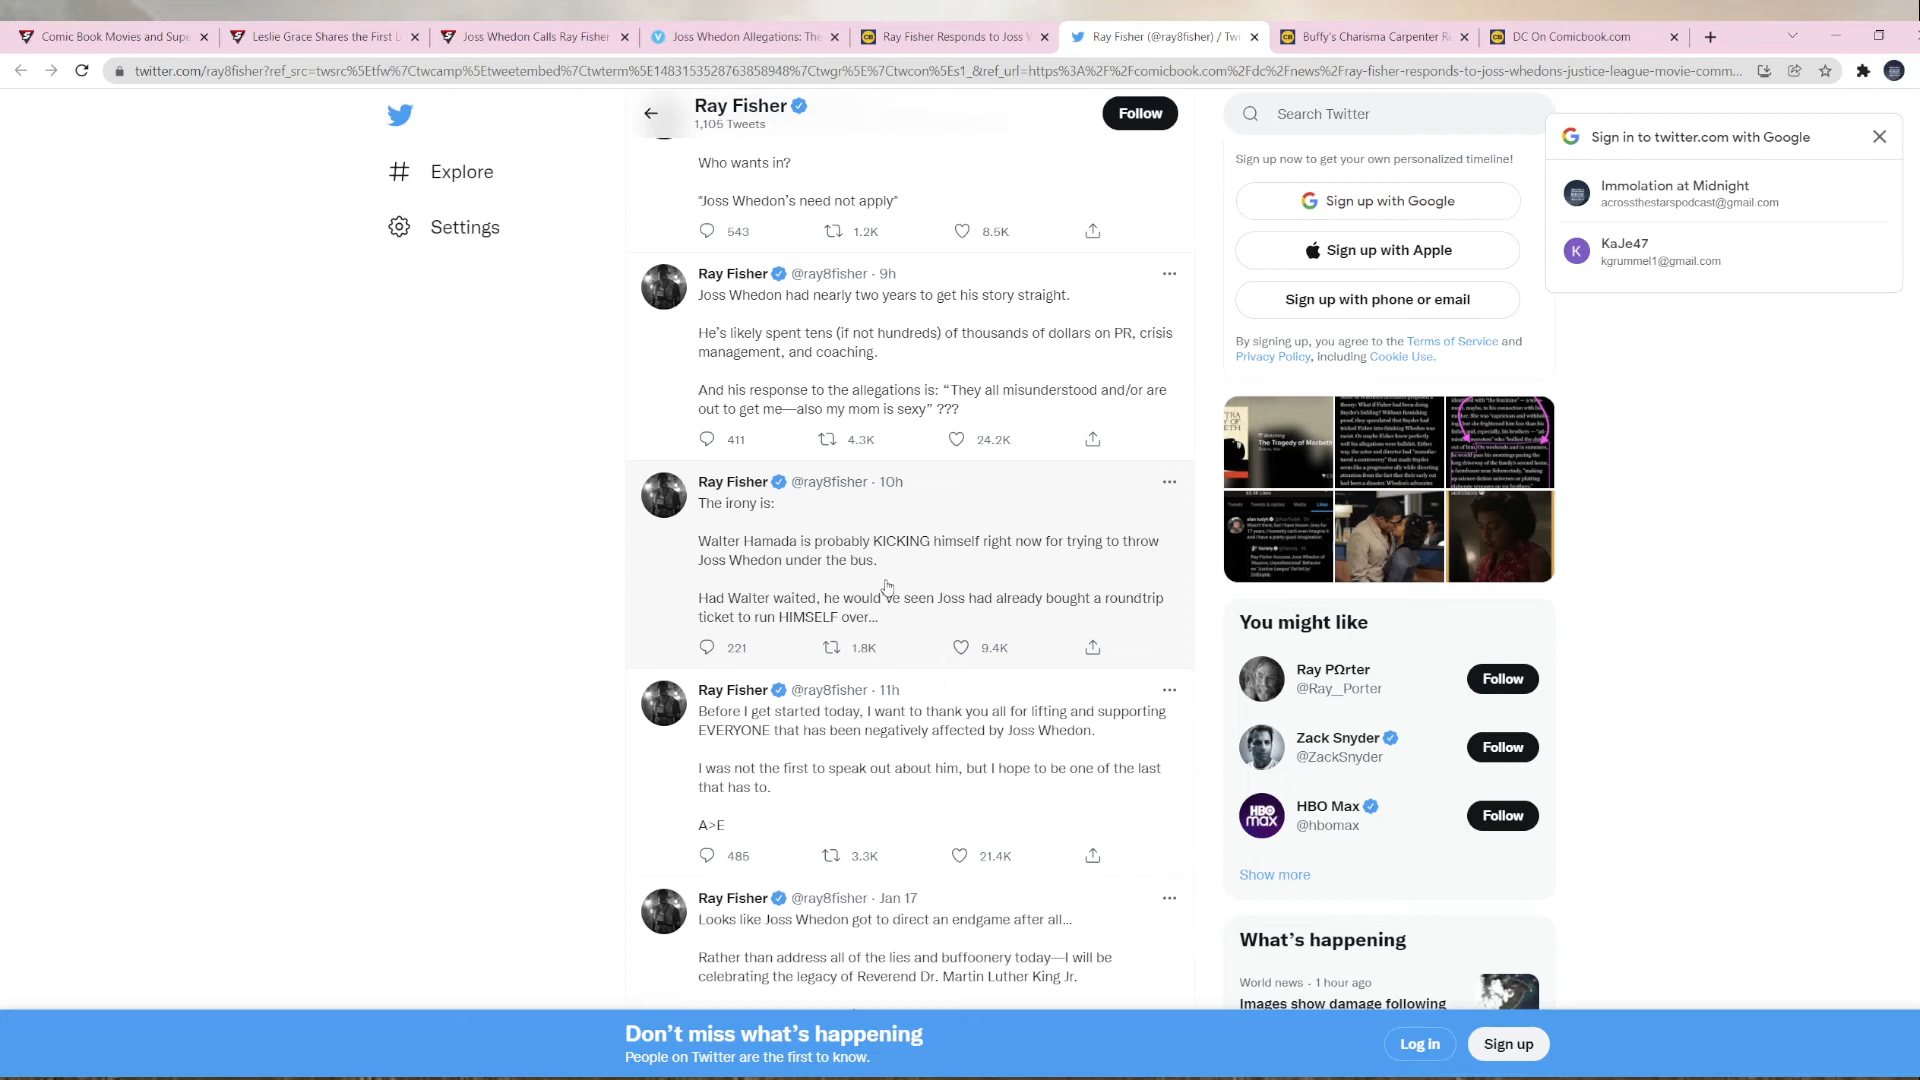 Comic Book Movies and Supe
Leslie Grace Shares the First L
Joss Whedon Calls Ray Fisher
Joss Whedon Allegations: The
Ray Fisher Responds to Joss W
Ray Fisher (@ray8fisher) / Twi
Buffy's Charisma Carpenter Re
DC On Comicbook.com
twitter.com/ray8fisher?ref_src=twsrc%5Etfw%7Ctwcamp%5Etweetembed%7Ctwterm%5E1483153528763858948%7Ctwgr%5E%7Ctwcon%5Es1_&ref_url=https%3A%2F%2Fcomicbook.com%2Fdc%2Fnews%2Fray-fisher-responds-to-joss-whedons-justice-league-movie-comm...
Explore
Settings
Ray Fisher
1,105 Tweets
Follow
Who wants in?
"Joss Whedon's need not apply"
543 1.2K 8.5K
Ray Fisher @ray8fisher · 9h
Joss Whedon had nearly two years to get his story straight.
He's likely spent tens (if not hundreds) of thousands of dollars on PR, crisis
management, and coaching.
And his response to the allegations is: "They all misunderstood and/or are
out to get me—also my mom is sexy" ???
411 4.3K 24.2K
Ray Fisher @ray8fisher · 10h
The irony is:
Walter Hamada is probably KICKING himself right now for trying to throw
Joss Whedon under the bus.
Had Walter waited, he would've seen Joss had already bought a roundtrip
ticket to run HIMSELF over...
221 1.8K 9.4K
Ray Fisher @ray8fisher · 11h
Before I get started today, I want to thank you all for lifting and supporting
EVERYONE that has been negatively affected by Joss Whedon.
I was not the first to speak out about him, but I hope to be one of the last
that has to.
A>E
485 3.3K 21.4K
Ray Fisher @ray8fisher · Jan 17
Looks like Joss Whedon got to direct an endgame after all...
Rather than address all of the lies and buffoonery today—I will be
celebrating the legacy of Reverend Dr. Martin Luther King Jr.
Search Twitter
Sign up now to get your own personalized timeline!
Sign up with Google
Sign up with Apple
Sign up with phone or email
By signing up, you agree to the Terms of Service and
Privacy Policy, including Cookie Use.
Sign in to twitter.com with Google
Immolation at Midnight
acrossthestarspodcast@gmail.com
K
KaJe47
kgrummel1@gmail.com
The Tragedy of Macbeth
You might like
Ray PΩrter
@Ray__Porter
Follow
Zack Snyder
@ZackSnyder
Follow
HBO max
HBO Max
@hbomax
Follow
Show more
What's happening
World news · 1 hour ago
Images show damage following
Don't miss what's happening
People on Twitter are the first to know.
Log in
Sign up